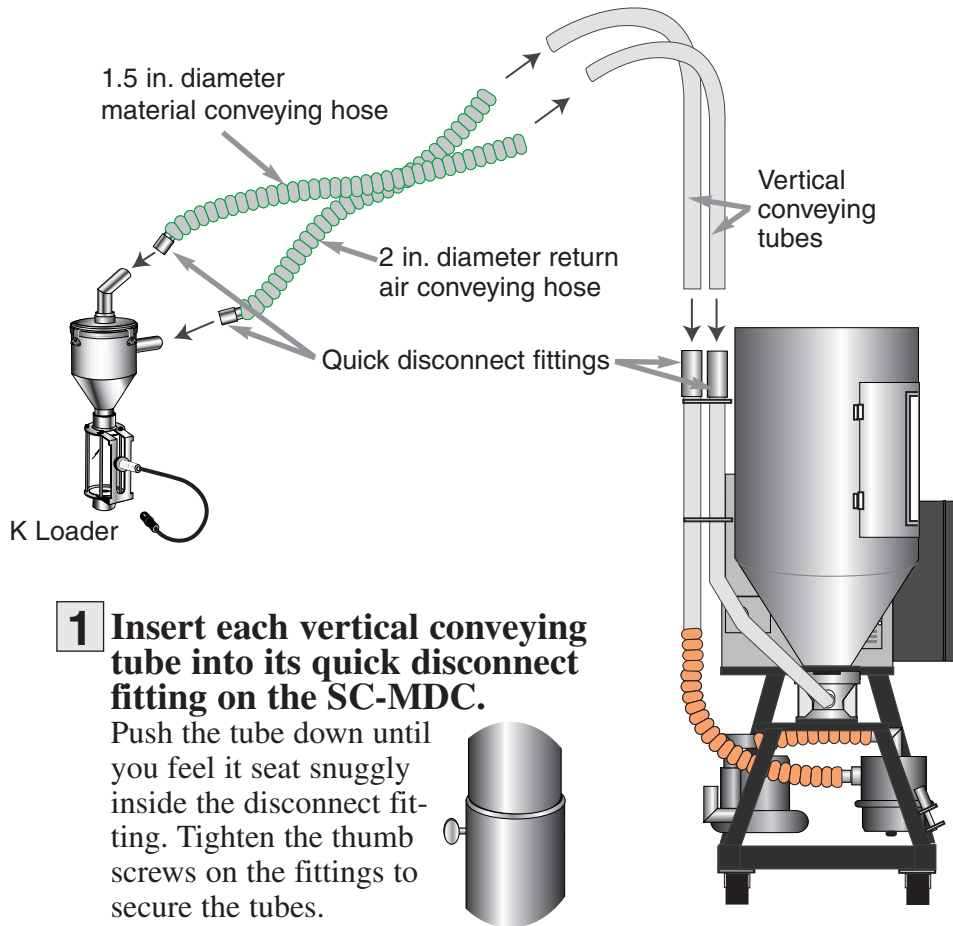 1.5 in. diameter
material conveying hose
Vertical
conveying
tubes
2 in. diameter return
air conveying hose
Quick disconnect fittings
K Loader
1 Insert each vertical conveying
tube into its quick disconnect
fitting on the SC-MDC.
Push the tube down until
you feel it seat snuggly
inside the disconnect fit-
ting. Tighten the thumb
screws on the fittings to
secure the tubes.